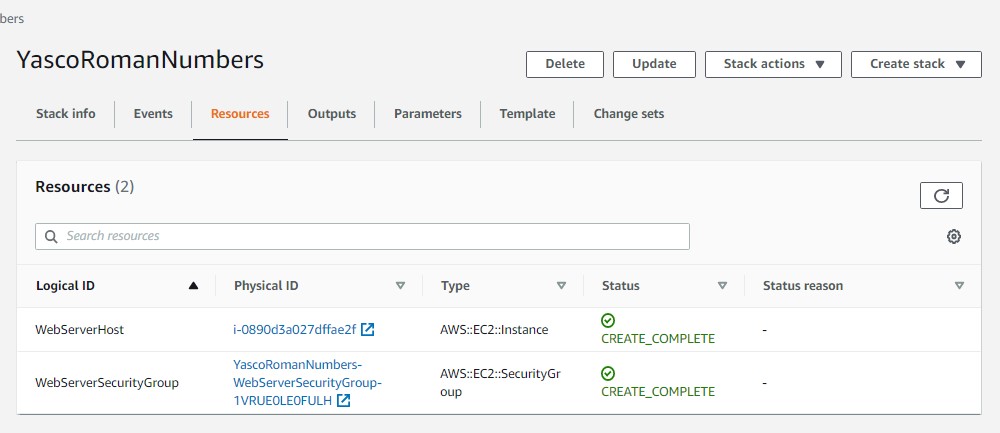 bers
YascoRomanNumbers
Delete Update Stack actions Create stack
Stack info Events Resources Outputs Parameters Template Change sets
Resources (2)
Search resources
Logical ID Physical ID Type Status Status reason
WebServerHost i-0890d3a027dffae2f AWS::EC2::Instance CREATE_COMPLETE -
WebServerSecurityGroup YascoRomanNumbers-
WebServerSecurityGroup-
1VRUE0LE0FULH AWS::EC2::SecurityGr
oup CREATE_COMPLETE -